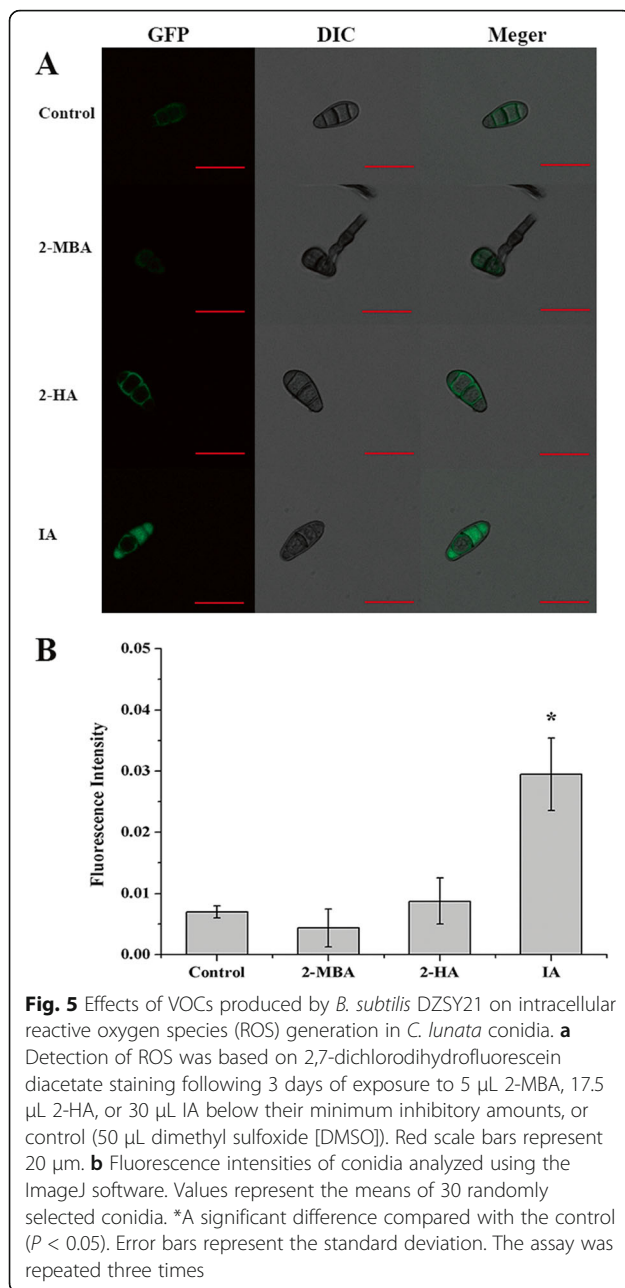 GFP DIC Meger
A
Control
2-MBA
2-HA
IA
B
0.05
0.04
0.03
0.02
0.01
0.00
Fluorescence Intensity
*
Control 2-MBA 2-HA IA
Fig. 5 Effects of VOCs produced by B. subtilis DZSY21 on intracellular
reactive oxygen species (ROS) generation in C. lunata conidia. a
Detection of ROS was based on 2,7-dichlorodihydrofluorescein
diacetate staining following 3 days of exposure to 5 μL 2-MBA, 17.5
μL 2-HA, or 30 μL IA below their minimum inhibitory amounts, or
control (50 μL dimethyl sulfoxide [DMSO]). Red scale bars represent
20 μm. b Fluorescence intensities of conidia analyzed using the
ImageJ software. Values represent the means of 30 randomly
selected conidia. *A significant difference compared with the control
(P < 0.05). Error bars represent the standard deviation. The assay was
repeated three times